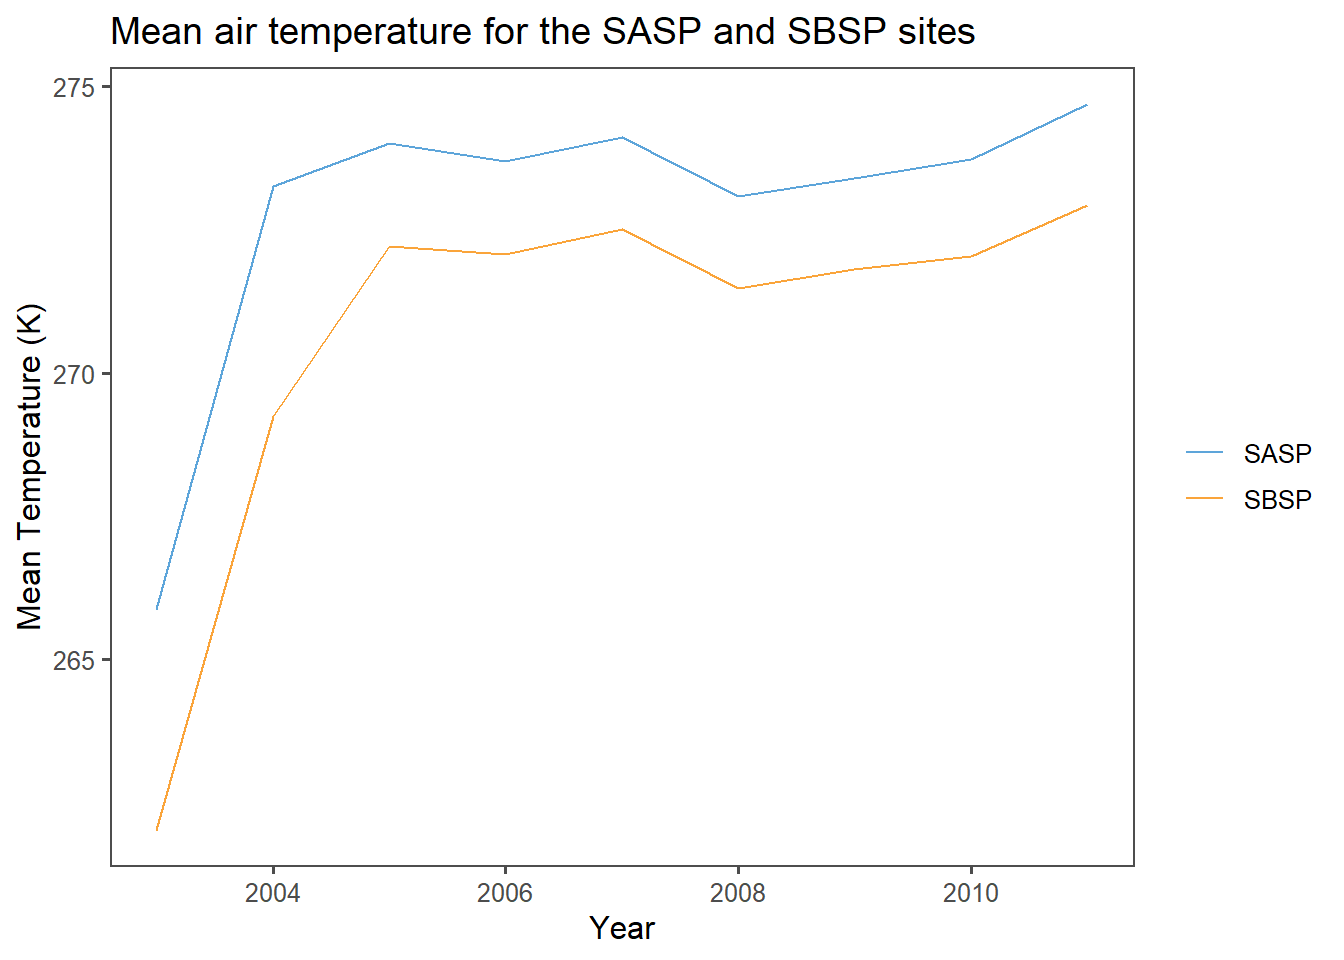 Mean air temperature for the SASP and SBSP sites
275
270
265
Mean Temperature (K)
2004
2006
2008
2010
Year
SASP
SBSP